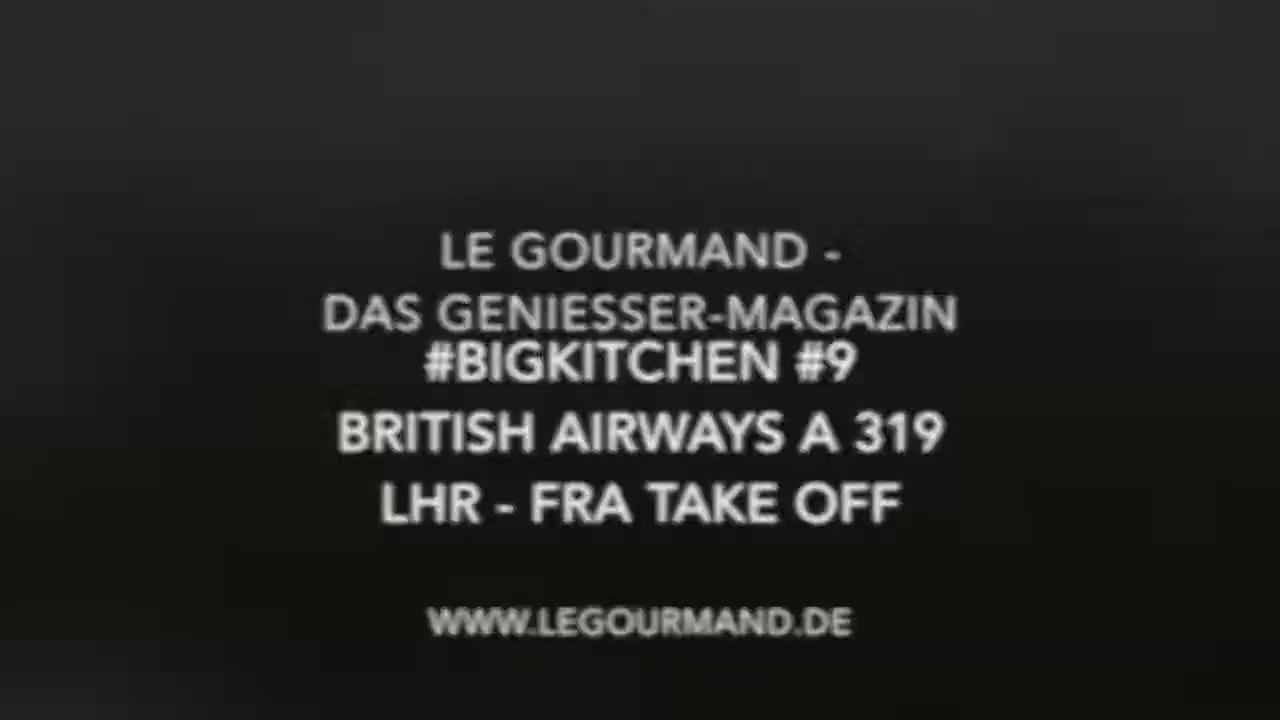 LE GOURMAND -
DAS GENIESSER-MAGAZIN
#BIGKITCHEN #9
BRITISH AIRWAYS A 319
LHR - FRA TAKE OFF
WWW.LEGOURMAND.DE